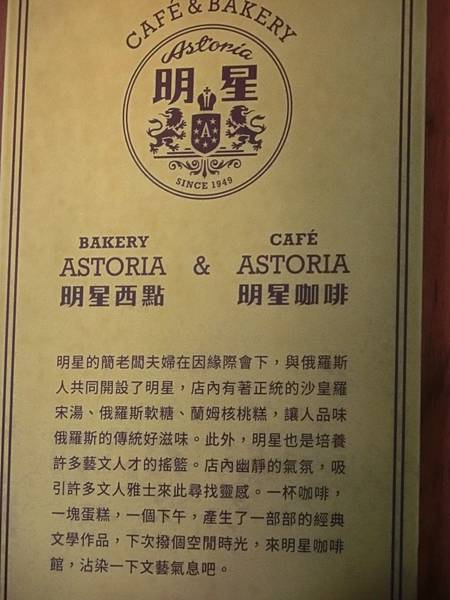 CAFÉ & BAKERY
Astoria
明星
A
SINCE 1949
BAKERY CAFÉ
ASTORIA & ASTORIA
明星西點 明星咖啡
明星的簡老闆夫婦在因緣際會下，與俄羅斯
人共同開設了明星，店內有著正統的沙皇羅
宋湯、俄羅斯軟糖、蘭姆核桃糕，讓人品味
俄羅斯的傳統好滋味。此外，明星也是培養
許多藝文人才的搖籃。店內幽靜的氣氛，吸
引許多文人雅士來此尋找靈感。一杯咖啡，
一塊蛋糕，一個下午，產生了一部部的經典
文學作品，下次撥個空閒時光，來明星咖啡
館，沾染一下文藝氣息吧。